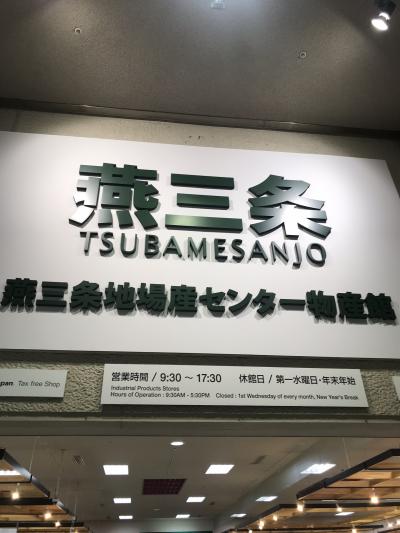 燕三条
TSUBAMESANJO
燕三条地場産センター物産館
営業時間 / 9:30 ～ 17:30 休館日 / 第一水曜日・年末年始
Industrial Products Stores
Hours of Operation : 9:30AM - 5:30PM Closed : 1st Wednesday of every month, New Year's Break
Tax free Shop